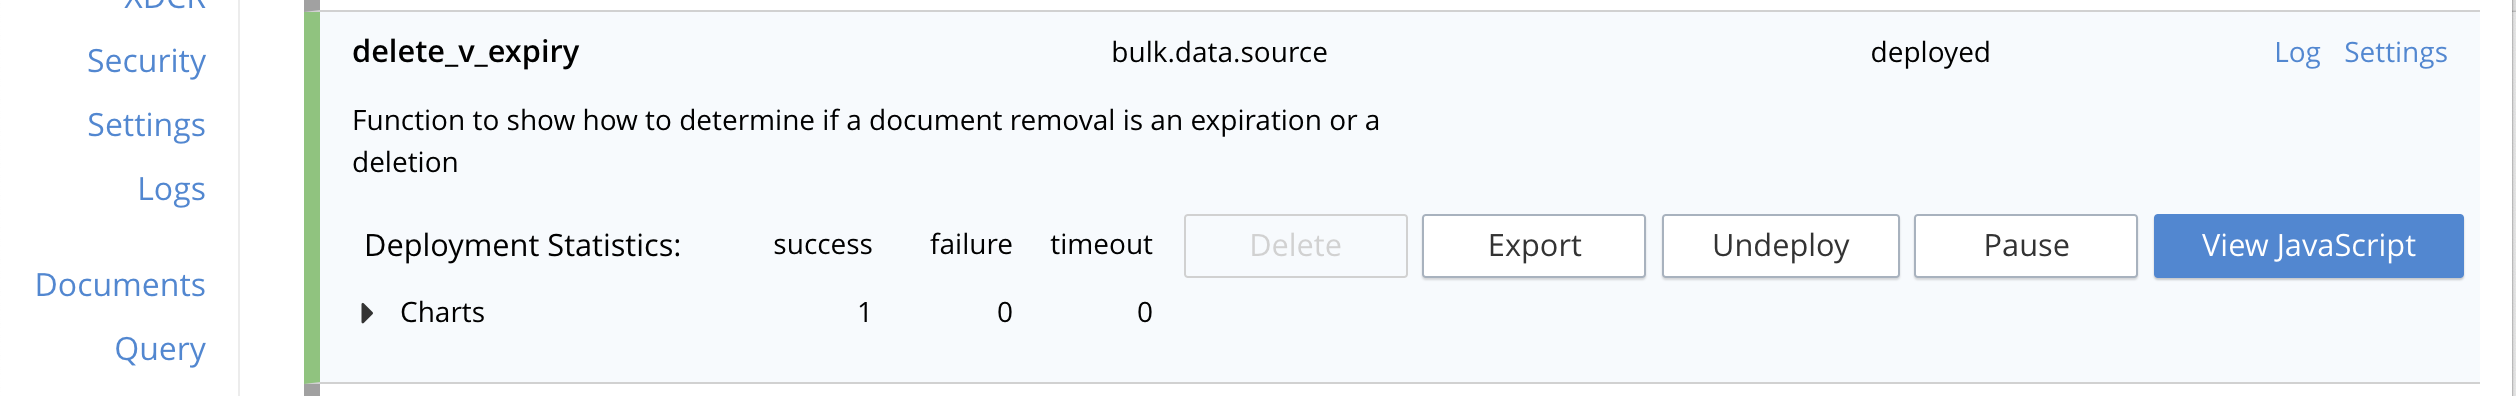 XDCR
Security
Settings
Logs
Documents
Query
delete_v_expiry bulk.data.source deployed Log Settings
Function to show how to determine if a document removal is an expiration or a
deletion
Deployment Statistics: success failure timeout Delete Export Undeploy Pause View JavaScript
Charts 1 0 0